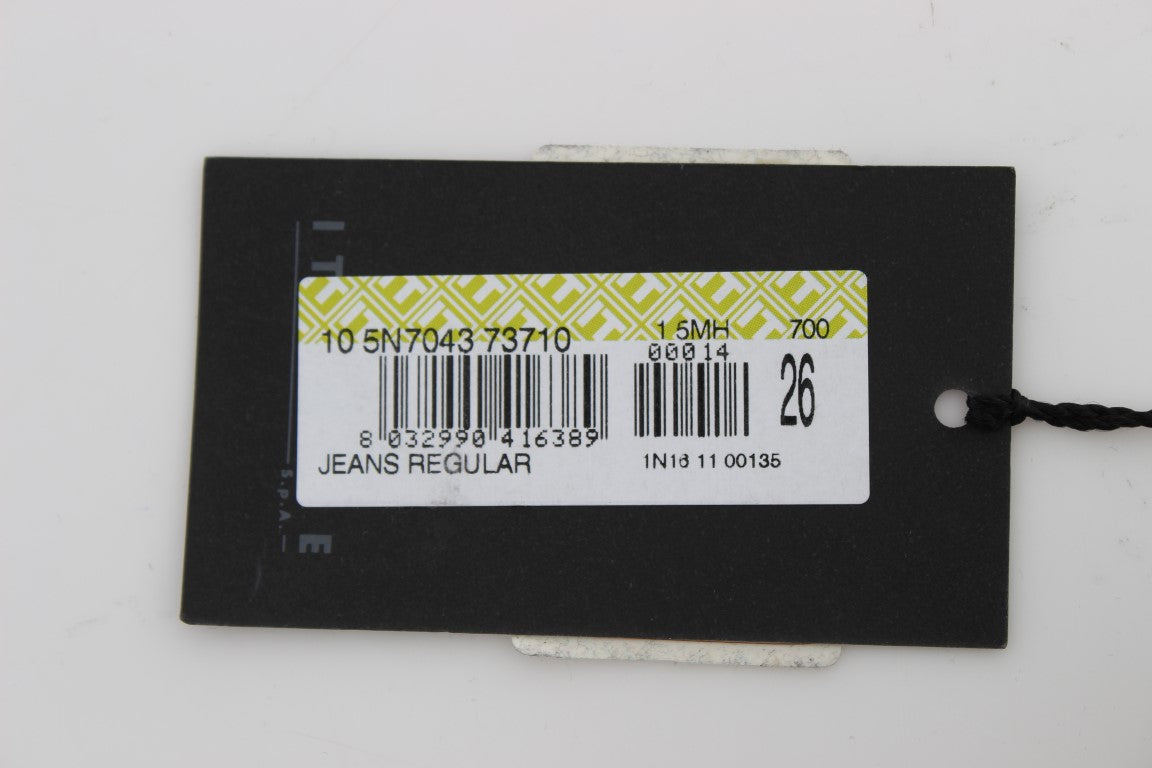 10 5N7043 73710 1 5MH 700
00014
26
8 032990 416389
JEANS REGULAR 1N16 11 00135
I T
E
S.P.A.